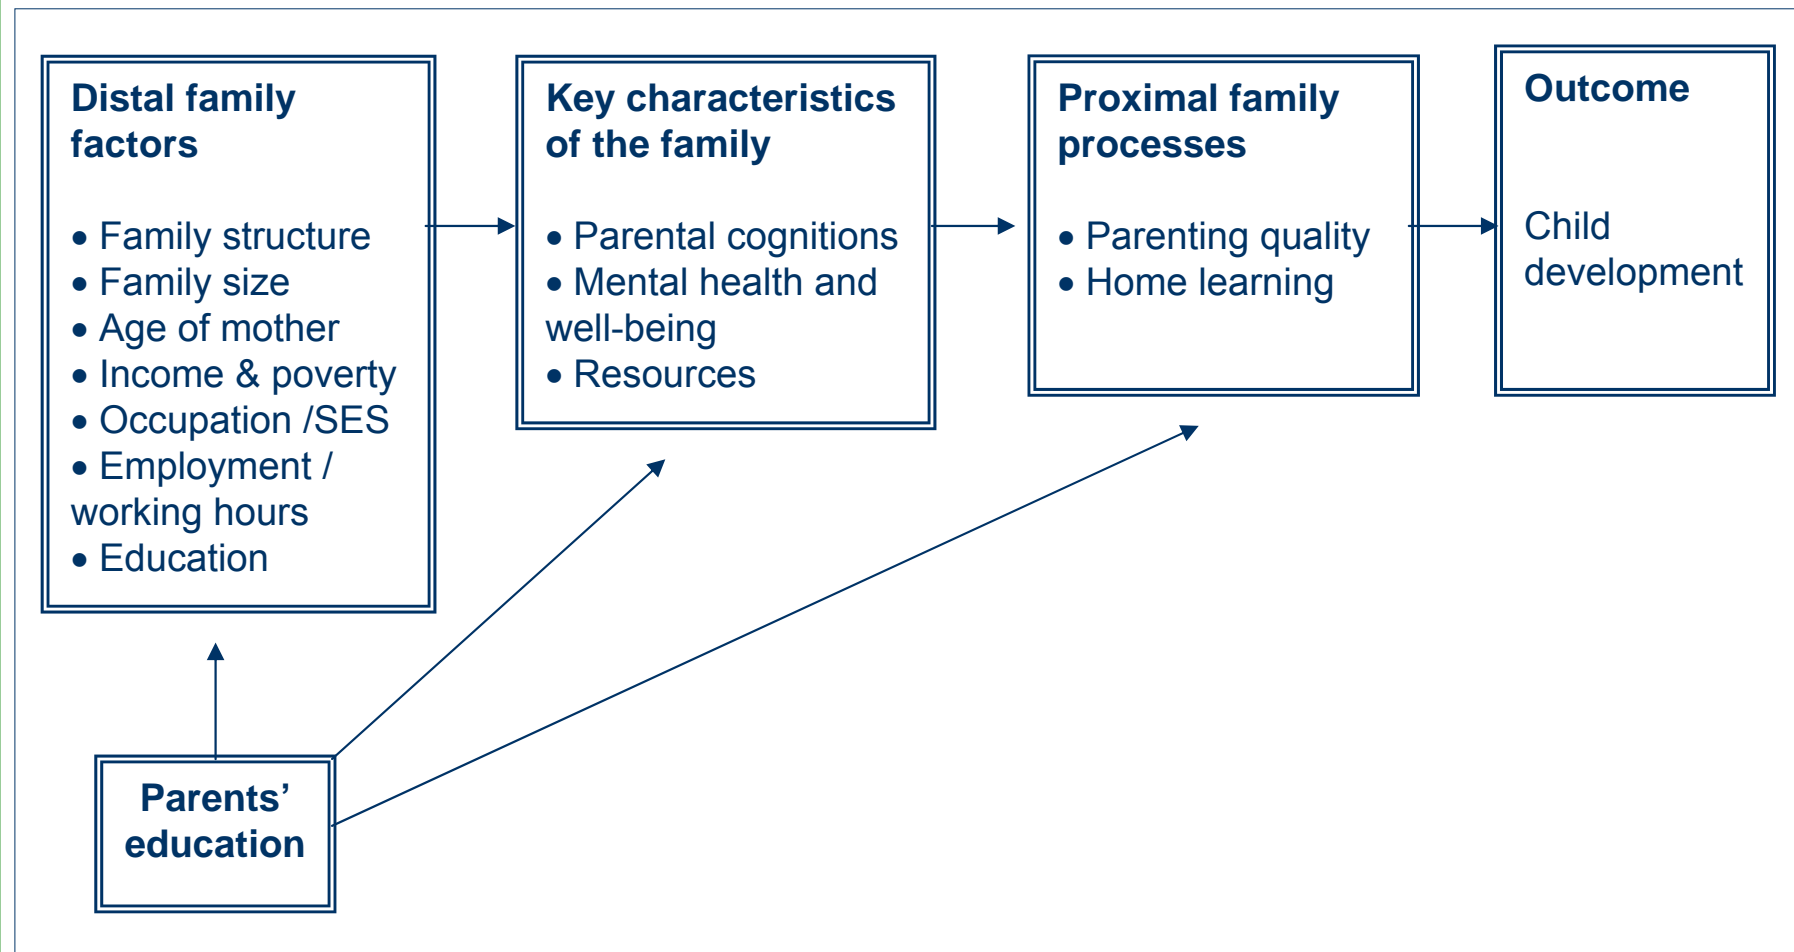 Distal family
factors
• Family structure
• Family size
• Age of mother
• Income & poverty
• Occupation /SES
• Employment /
working hours
• Education
Key characteristics
of the family
• Parental cognitions
• Mental health and
well-being
• Resources
Proximal family
processes
• Parenting quality
• Home learning
Outcome
Child
development
Parents’
education